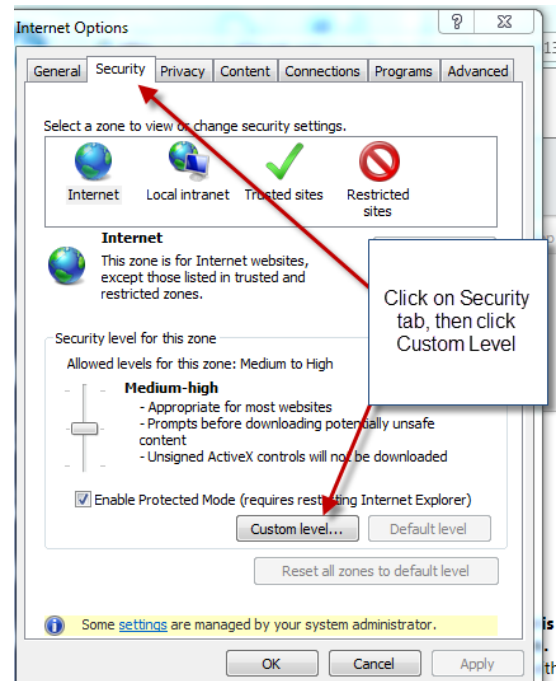 Internet Options
General Security Privacy Content Connections Programs Advanced
Select a zone to view or change security settings.
Internet Local intranet Trusted sites Restricted sites
Internet
This zone is for Internet websites,
except those listed in trusted and
restricted zones.
Click on Security
tab, then click
Custom Level
Security level for this zone
Allowed levels for this zone: Medium to High
Medium-high
- Appropriate for most websites
- Prompts before downloading potentially unsafe
content
- Unsigned ActiveX controls will not be downloaded
Enable Protected Mode (requires restarting Internet Explorer)
Custom level... Default level
Reset all zones to default level
Some settings are managed by your system administrator.
OK Cancel Apply